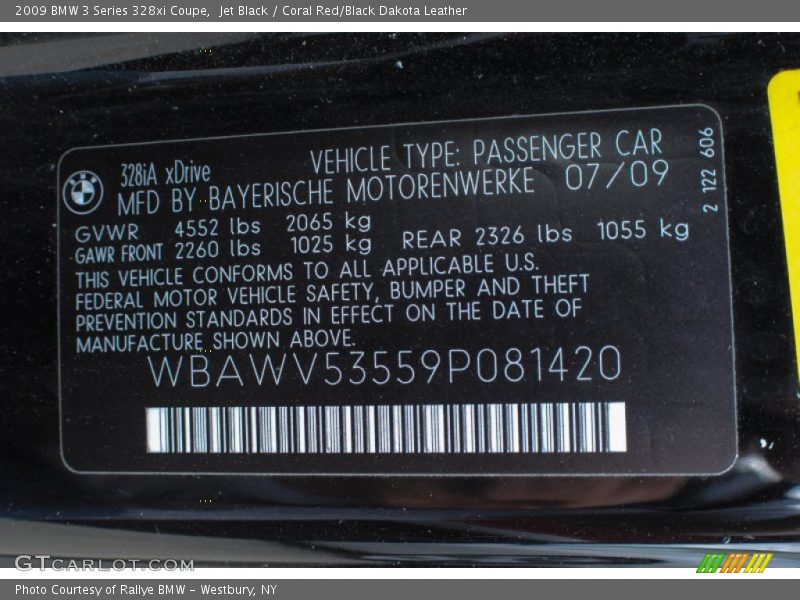 2009 BMW 3 Series 328xi Coupe,  Jet Black / Coral Red/Black Dakota Leather
BMW
328iA xDrive
VEHICLE TYPE: PASSENGER CAR
MFD BY BAYERISCHE MOTORENWERKE 07/09
GVWR 4552 lbs 2065 kg
GAWR FRONT 2260 lbs 1025 kg REAR 2326 lbs 1055 kg
THIS VEHICLE CONFORMS TO ALL APPLICABLE U.S.
FEDERAL MOTOR VEHICLE SAFETY, BUMPER AND THEFT
PREVENTION STANDARDS IN EFFECT ON THE DATE OF
MANUFACTURE SHOWN ABOVE.
WBAWV53559P081420
2 122 606
GTCARLOT.COM
Photo Courtesy of Rallye BMW - Westbury, NY